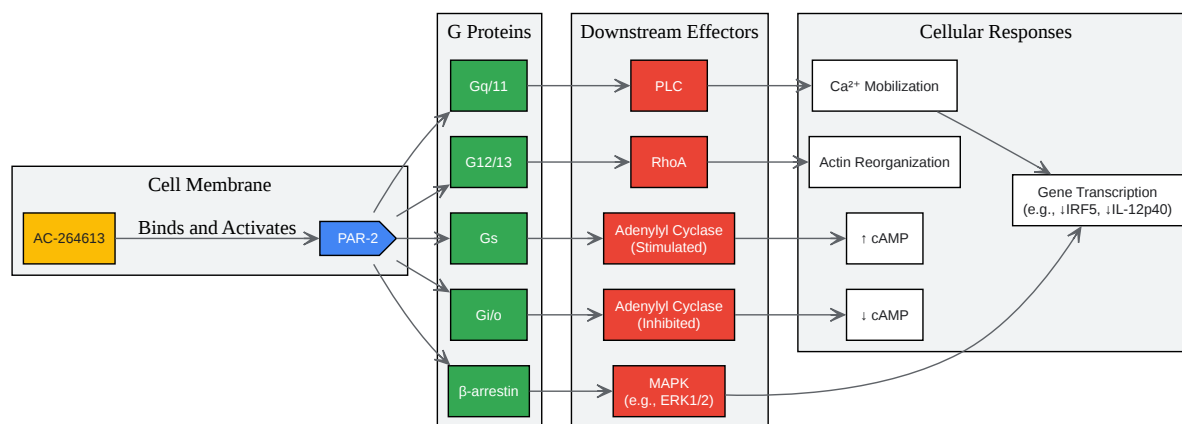 G Proteins
Downstream Effectors
Cellular Responses
Gq/11
PLC
Ca²⁺ Mobilization
G12/13
RhoA
Actin Reorganization
Cell Membrane
Gene Transcription
(e.g., ↓IRF5, ↓IL-12p40)
AC-264613
Binds and Activates
PAR-2
Gs
Adenylyl Cyclase
(Stimulated)
↑ cAMP
Gi/o
Adenylyl Cyclase
(Inhibited)
↓ cAMP
β-arrestin
MAPK
(e.g., ERK1/2)